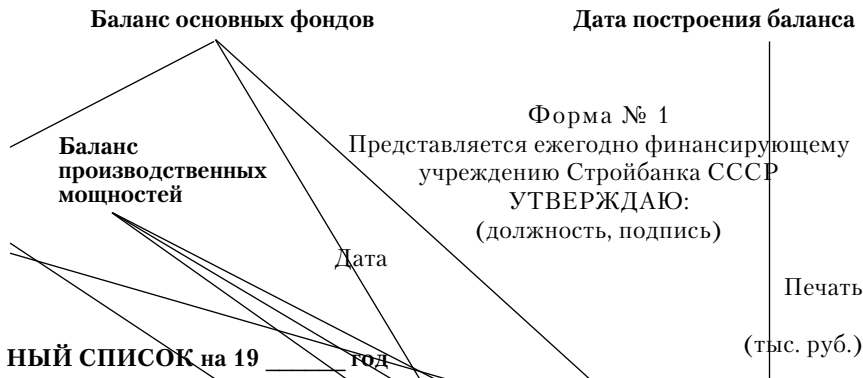 Баланс основных фондов
Дата построения баланса
Форма № 1
Представляется ежегодно финансирующему
учреждению Стройбанка СССР
УТВЕРЖДАЮ:
(должность, подпись)
Баланс
производственных
мощностей
Дата
Печать
(тыс. руб.)
НЫЙ СПИСОК на 19 ______ год